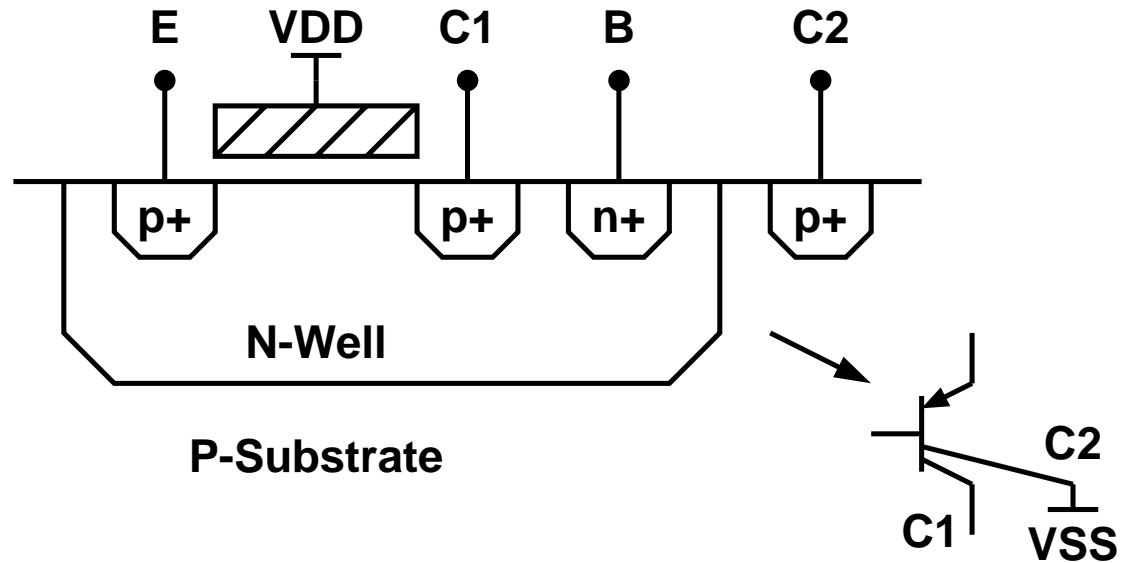 E VDD C1 B C2
p+ p+ n+ p+
N-Well
P-Substrate
C2
C1 VSS